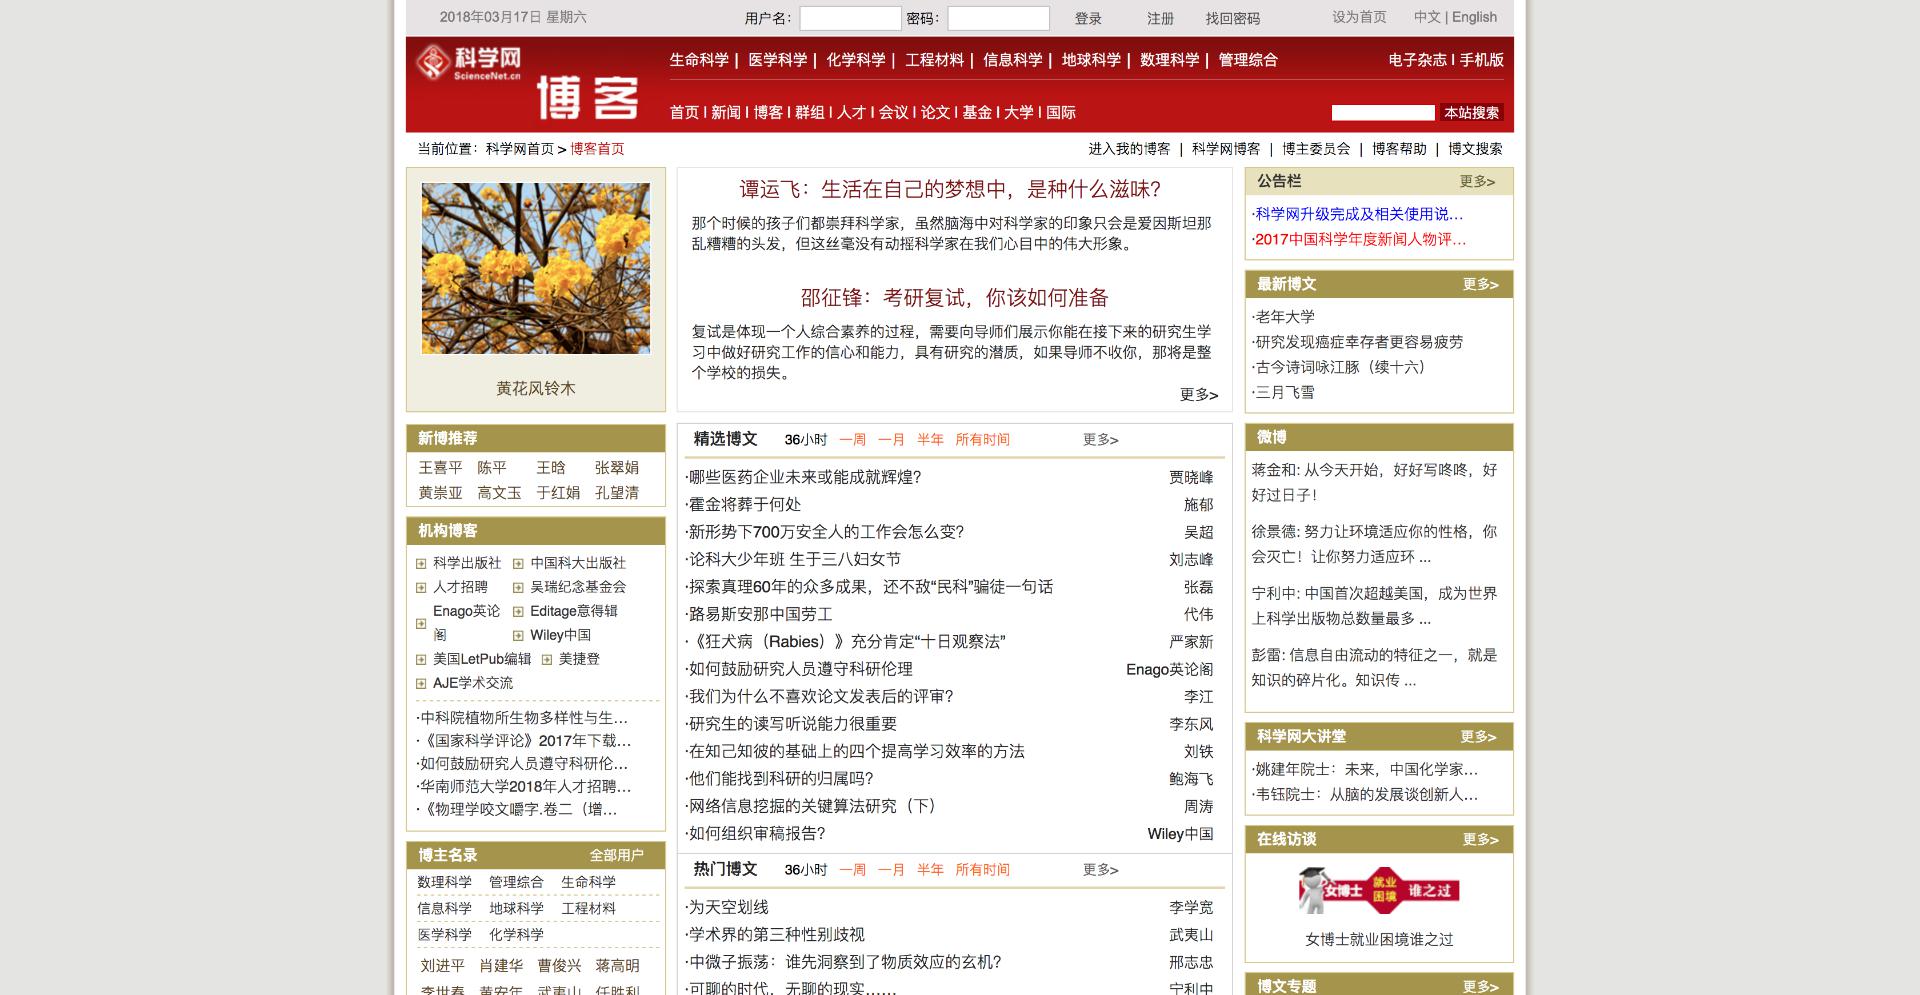 2018年03月17日 星期六
用户名: 密码: 登录 注册 找回密码
设为首页 中文 | English
科学网
ScienceNet.cn
博客
生命科学 | 医学科学 | 化学科学 | 工程材料 | 信息科学 | 地球科学 | 数理科学 | 管理综合
电子杂志 | 手机版
首页 | 新闻 | 博客 | 群组 | 人才 | 会议 | 论文 | 基金 | 大学 | 国际
本站搜索
当前位置：科学网首页 > 博客首页
进入我的博客 | 科学网博客 | 博主委员会 | 博客帮助 | 博文搜索
黄花风铃木
新博推荐
王喜平 陈平 王晗 张翠娟
黄崇亚 高文玉 于红娟 孔望清
机构博客
科学出版社 中国科大出版社
人才招聘 吴瑞纪念基金会
Enago英论阁 Editage意得辑
Wiley中国
美国LetPub编辑 美捷登
AJE学术交流
·中科院植物所生物多样性与生...
·《国家科学评论》2017年下载...
·如何鼓励研究人员遵守科研伦...
·华南师范大学2018年人才招聘...
·《物理学咬文嚼字.卷二（增...
博主名录 全部用户
数理科学 管理综合 生命科学
信息科学 地球科学 工程材料
医学科学 化学科学
刘进平 肖建华 曹俊兴 蒋高明
李世春 黄安年 武夷山 任胜利
谭运飞：生活在自己的梦想中，是种什么滋味？
那个时候的孩子们都崇拜科学家，虽然脑海中对科学家的印象只会是爱因斯坦那
乱糟糟的头发，但这丝毫没有动摇科学家在我们心目中的伟大形象。
邵征锋：考研复试，你该如何准备
复试是体现一个人综合素养的过程，需要向导师们展示你能在接下来的研究生学
习中做好研究工作的信心和能力，具有研究的潜质，如果导师不收你，那将是整
个学校的损失。
更多>
精选博文 36小时 一周 一月 半年 所有时间 更多>
·哪些医药企业未来或能成就辉煌? 贾晓峰
·霍金将葬于何处 施郁
·新形势下700万安全人的工作会怎么变? 吴超
·论科大少年班 生于三八妇女节 刘志峰
·探索真理60年的众多成果，还不敌“民科”骗徒一句话 张磊
·路易斯安那中国劳工 代伟
·《狂犬病（Rabies）》充分肯定“十日观察法” 严家新
·如何鼓励研究人员遵守科研伦理 Enago英论阁
·我们为什么不喜欢论文发表后的评审? 李江
·研究生的读写听说能力很重要 李东风
·在知己知彼的基础上的四个提高学习效率的方法 刘铁
·他们能找到科研的归属吗? 鲍海飞
·网络信息挖掘的关键算法研究（下） 周涛
·如何组织审稿报告? Wiley中国
热门博文 36小时 一周 一月 半年 所有时间 更多>
·为天空划线 李学宽
·学术界的第三种性别歧视 武夷山
·中微子振荡：谁先洞察到了物质效应的玄机? 邢志忠
·可聊的时代，无聊的现实…… 宁利中
公告栏 更多>
·科学网升级完成及相关使用说...
·2017中国科学年度新闻人物评...
最新博文 更多>
·老年大学
·研究发现癌症幸存者更容易疲劳
·古今诗词咏江豚（续十六）
·三月飞雪
微博
蒋金和: 从今天开始，好好写咚咚，好
好过日子！
徐景德: 努力让环境适应你的性格，你
会灭亡！让你努力适应环 ...
宁利中: 中国首次超越美国，成为世界
上科学出版物总数量最多 ...
彭雷: 信息自由流动的特征之一，就是
知识的碎片化。知识传 ...
科学网大讲堂 更多>
·姚建年院士：未来，中国化学家...
·韦钰院士：从脑的发展谈创新人...
在线访谈 更多>
女博士 就业困境 谁之过
女博士就业困境谁之过
博文专题 更多>